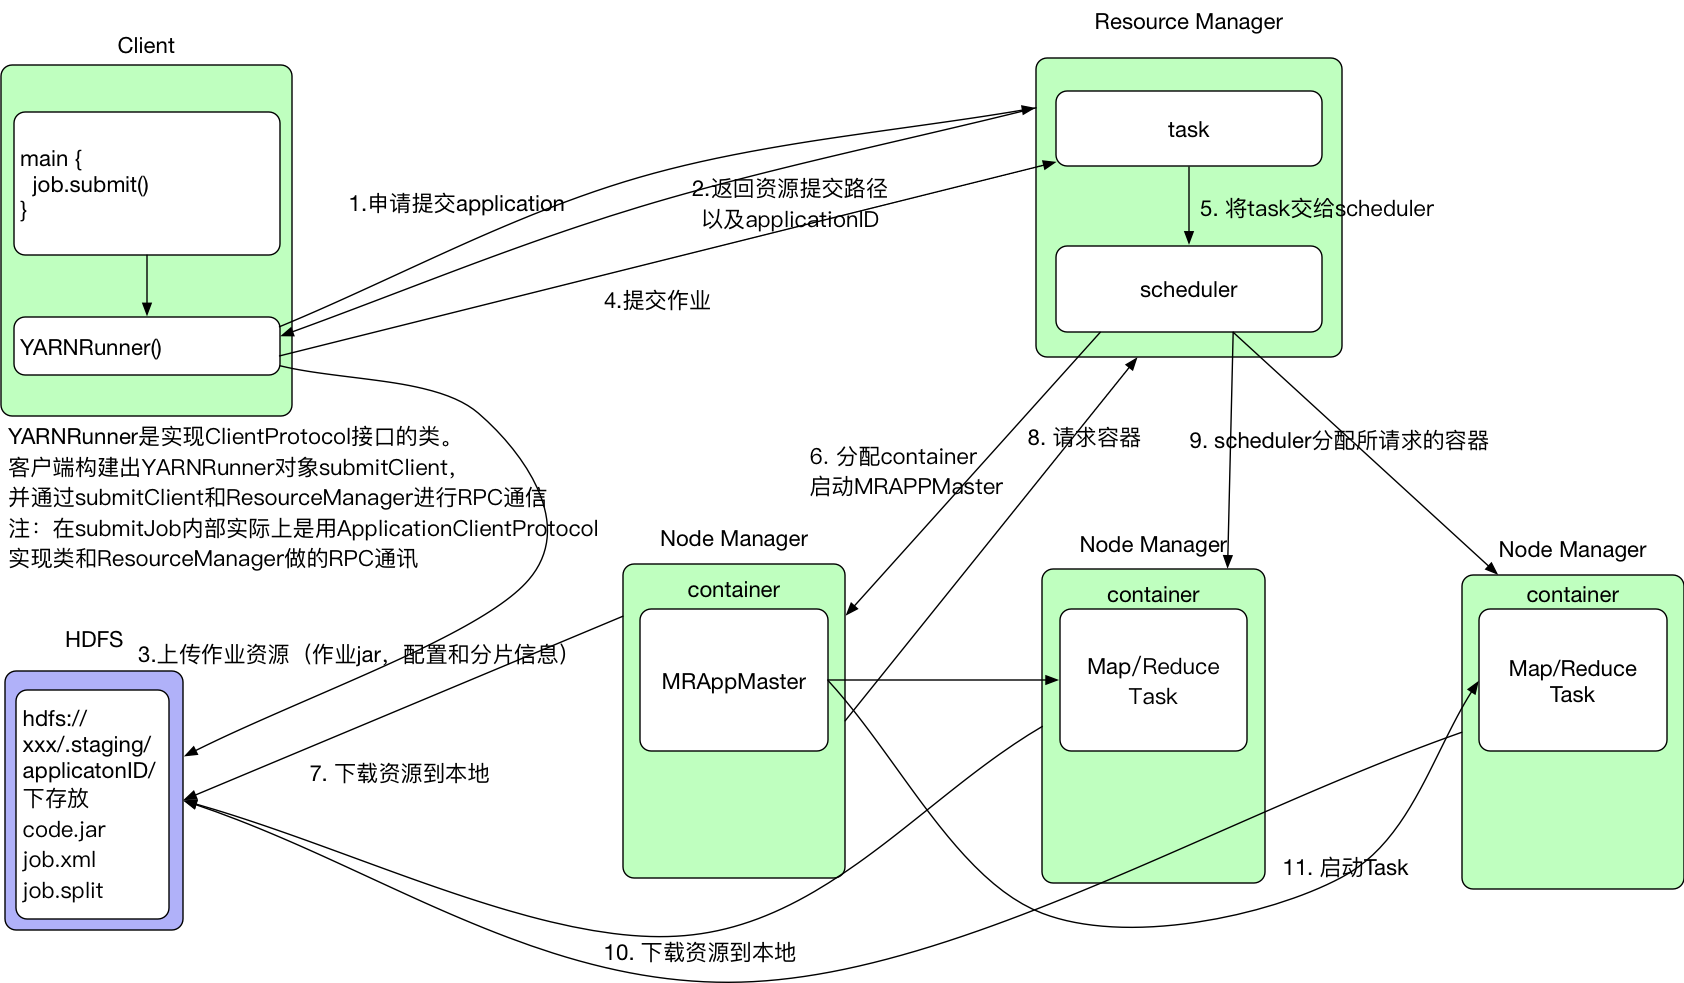 Client
Resource Manager
main {
job.submit()
}
YARNRunner()
task
scheduler
1.申请提交application
2.返回资源提交路径
以及applicationID
4.提交作业
5. 将task交给scheduler
YARNRunner是实现ClientProtocol接口的类。
客户端构建出YARNRunner对象submitClient，
并通过submitClient和ResourceManager进行RPC通信
注：在submitJob内部实际上是用ApplicationClientProtocol
实现类和ResourceManager做的RPC通讯
6. 分配container
启动MRAPPMaster
8. 请求容器
9. scheduler分配所请求的容器
Node Manager
container
MRAppMaster
Node Manager
container
Map/Reduce
Task
Node Manager
container
Map/Reduce
Task
HDFS
3.上传作业资源（作业jar，配置和分片信息）
hdfs://
xxx/.staging/
applicatonID/
下存放
code.jar
job.xml
job.split
7. 下载资源到本地
10. 下载资源到本地
11. 启动Task